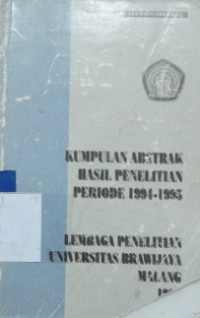 KUMPULAN ABSTRAK
HASIL PENELITIAN
PERIODE 1994-1995
LEMBAGA PENELITIAN
UNIVERSITAS BRAWIJAYA
MALANG